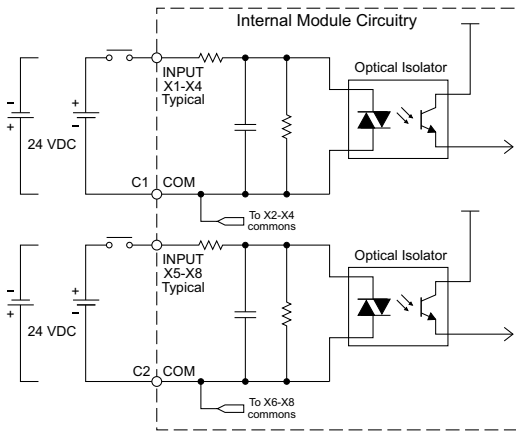 Internal Module Circuitry
INPUT
X1-X4
Typical
Optical Isolator
-
+
+
-
24 VDC
C1
COM
To X2-X4
commons
INPUT
X5-X8
Typical
Optical Isolator
-
+
+
-
24 VDC
C2
COM
To X6-X8
commons